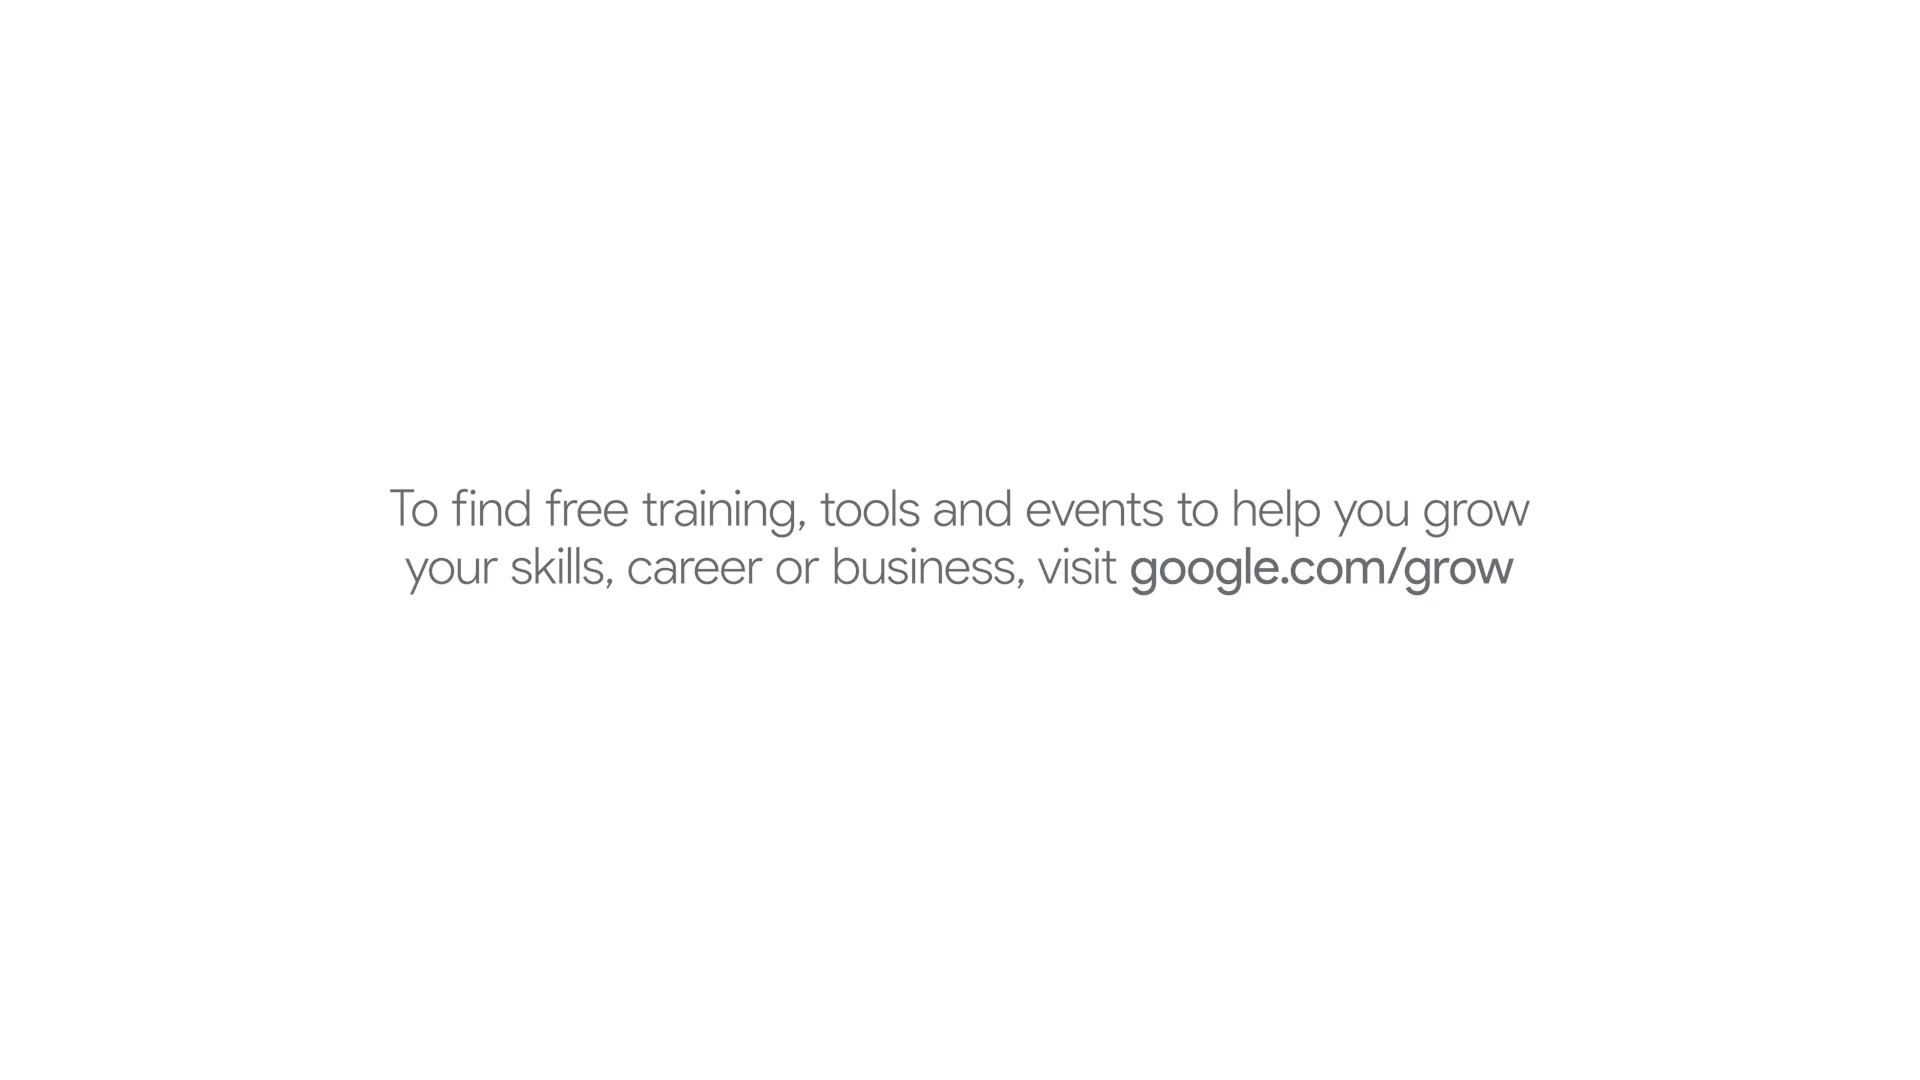 To find free training, tools and events to help you grow
your skills, career or business, visit google.com/grow